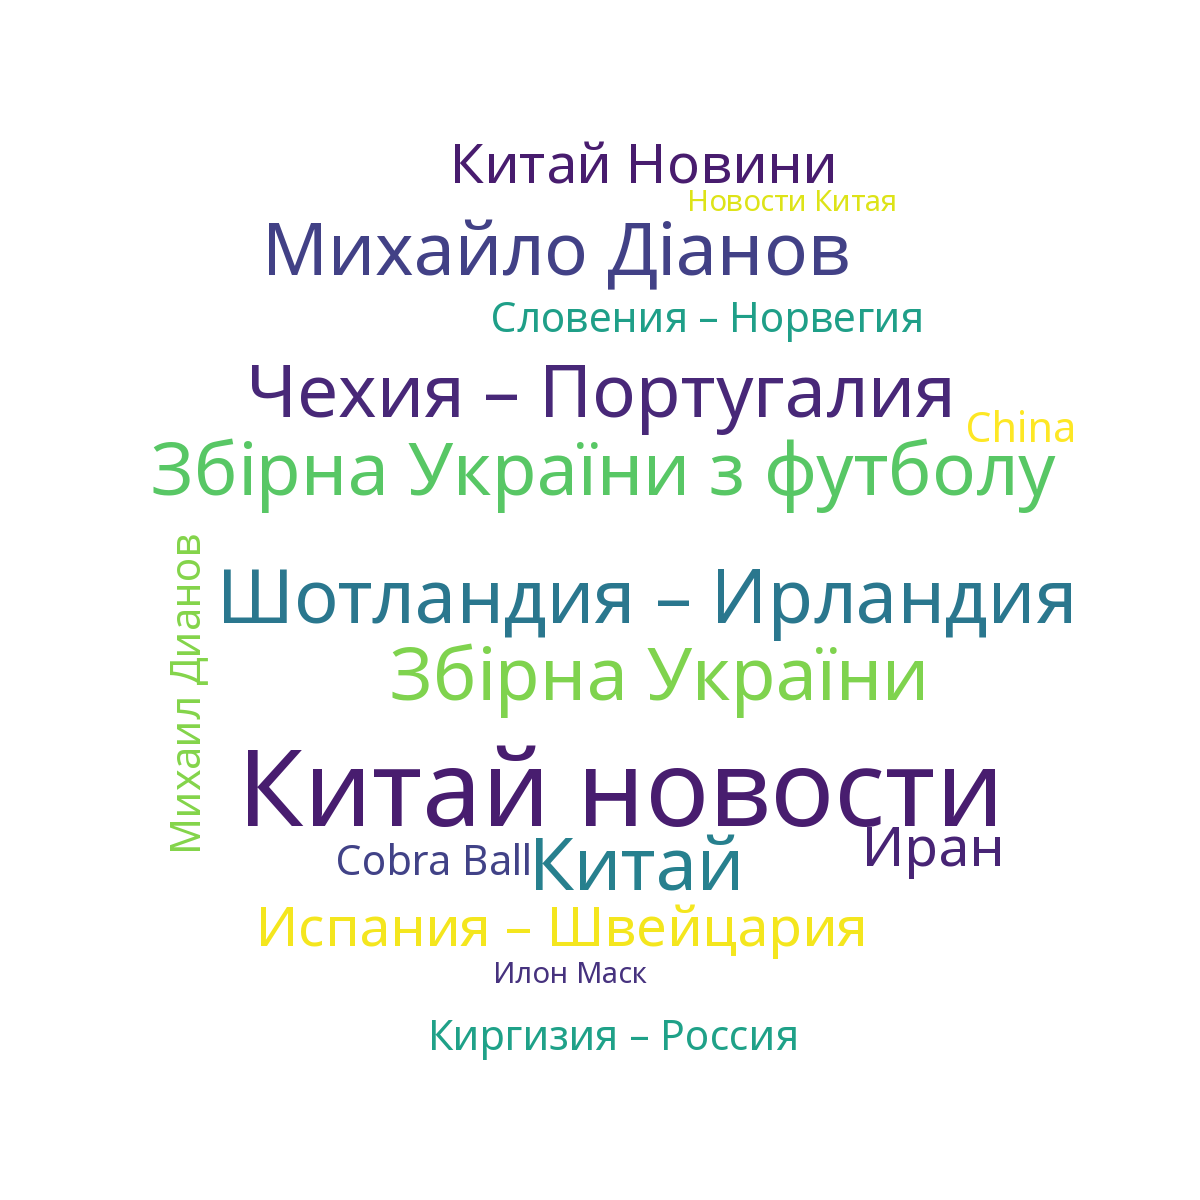 Китай Новини
Новости Китая
Михайло Діанов
Словения – Норвегия
Чехия – Португалия
China
Збірна України з футболу
Михаил Дианов
Шотландия – Ирландия
Збірна України
Китай новости
Иран
Cobra Ball
Китай
Испания – Швейцария
Илон Маск
Киргизия – Россия